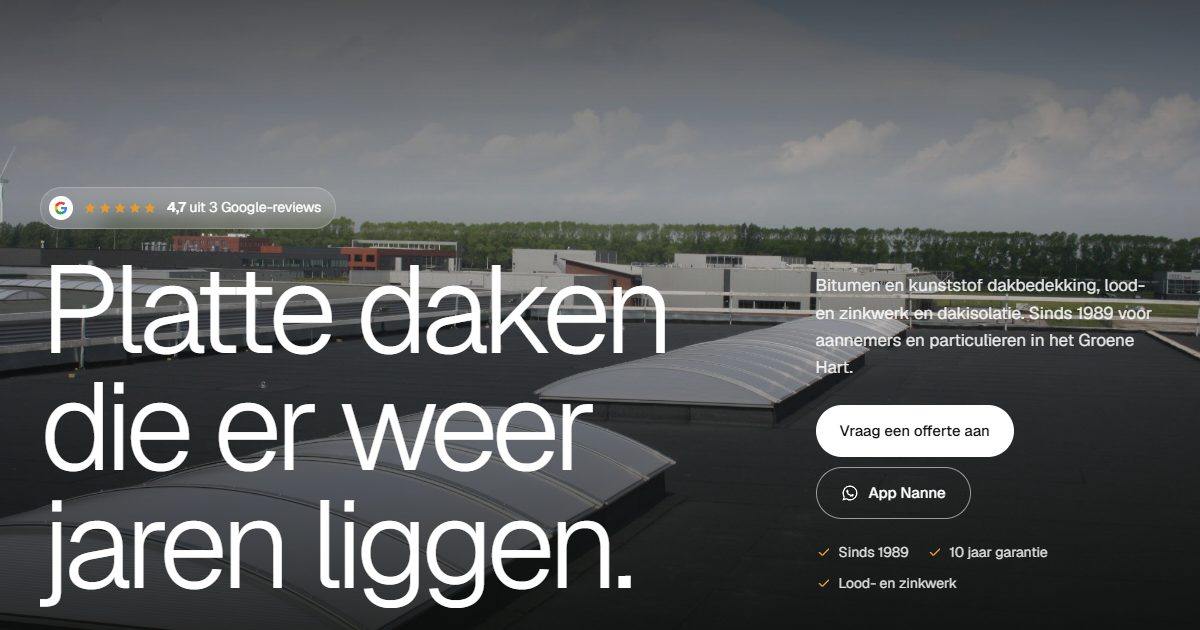 4,7 uit 3 Google-reviews
Platte daken
die er weer
jaren liggen.
Bitumen en kunststof dakbedekking, lood-
en zinkwerk en dakisolatie. Sinds 1989 voor
aannemers en particulieren in het Groene
Hart.
Vraag een offerte aan
App Nanne
Sinds 1989
10 jaar garantie
Lood- en zinkwerk